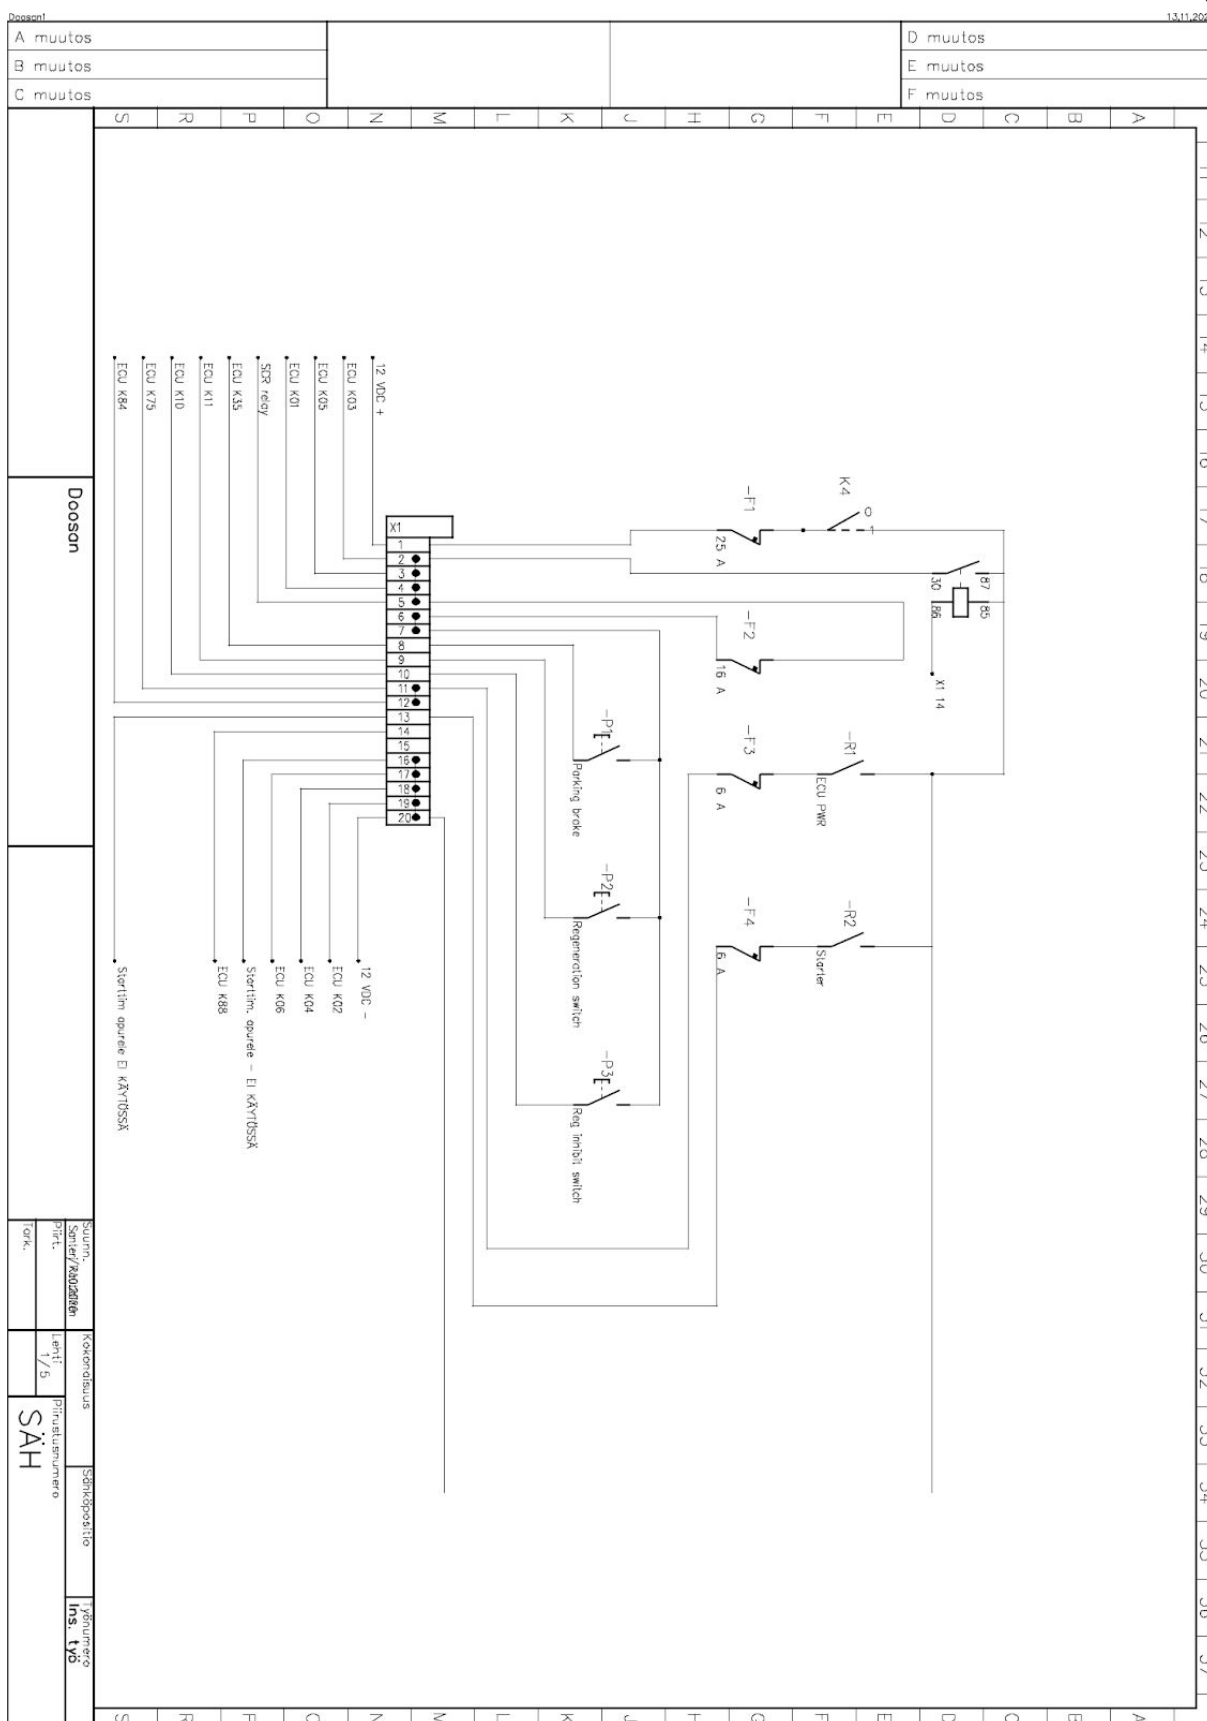 Doosan1
13.11.202
A muutos
B muutos
C muutos
D muutos
E muutos
F muutos
S R P O N M L K J H G F E D C B A
12 VDC +
ECU K03
ECU K05
ECU K01
SCR relay
ECU K35
ECU K11
ECU K10
ECU K75
ECU K84
X1
1
2
3
4
5
6
7
8
9
10
11
12
13
14
15
16
17
18
19
20
K4
0
1
-F1
25 A
30
87
86
85
X1 14
-F2
16 A
-F3
6 A
-R1
ECU PWR
-F4
6 A
-R2
Starter
-P1
Parking brake
-P2
Regeneration switch
-P3
Reg inhibit switch
12 VDC -
ECU K02
ECU K04
ECU K06
Starttim. apurele - EI KÄYTÖSSÄ
ECU K88
Starttim apurele EI KÄYTÖSSÄ
Doosan
Suunn.
Piirt.
Tark.
Kokonaisuus
Lehti
1/5
Sähköpositio
Piirustusnumero
SÄH
Työnumero
Ins. työ
S R P O N M L K J H G F E D C B A